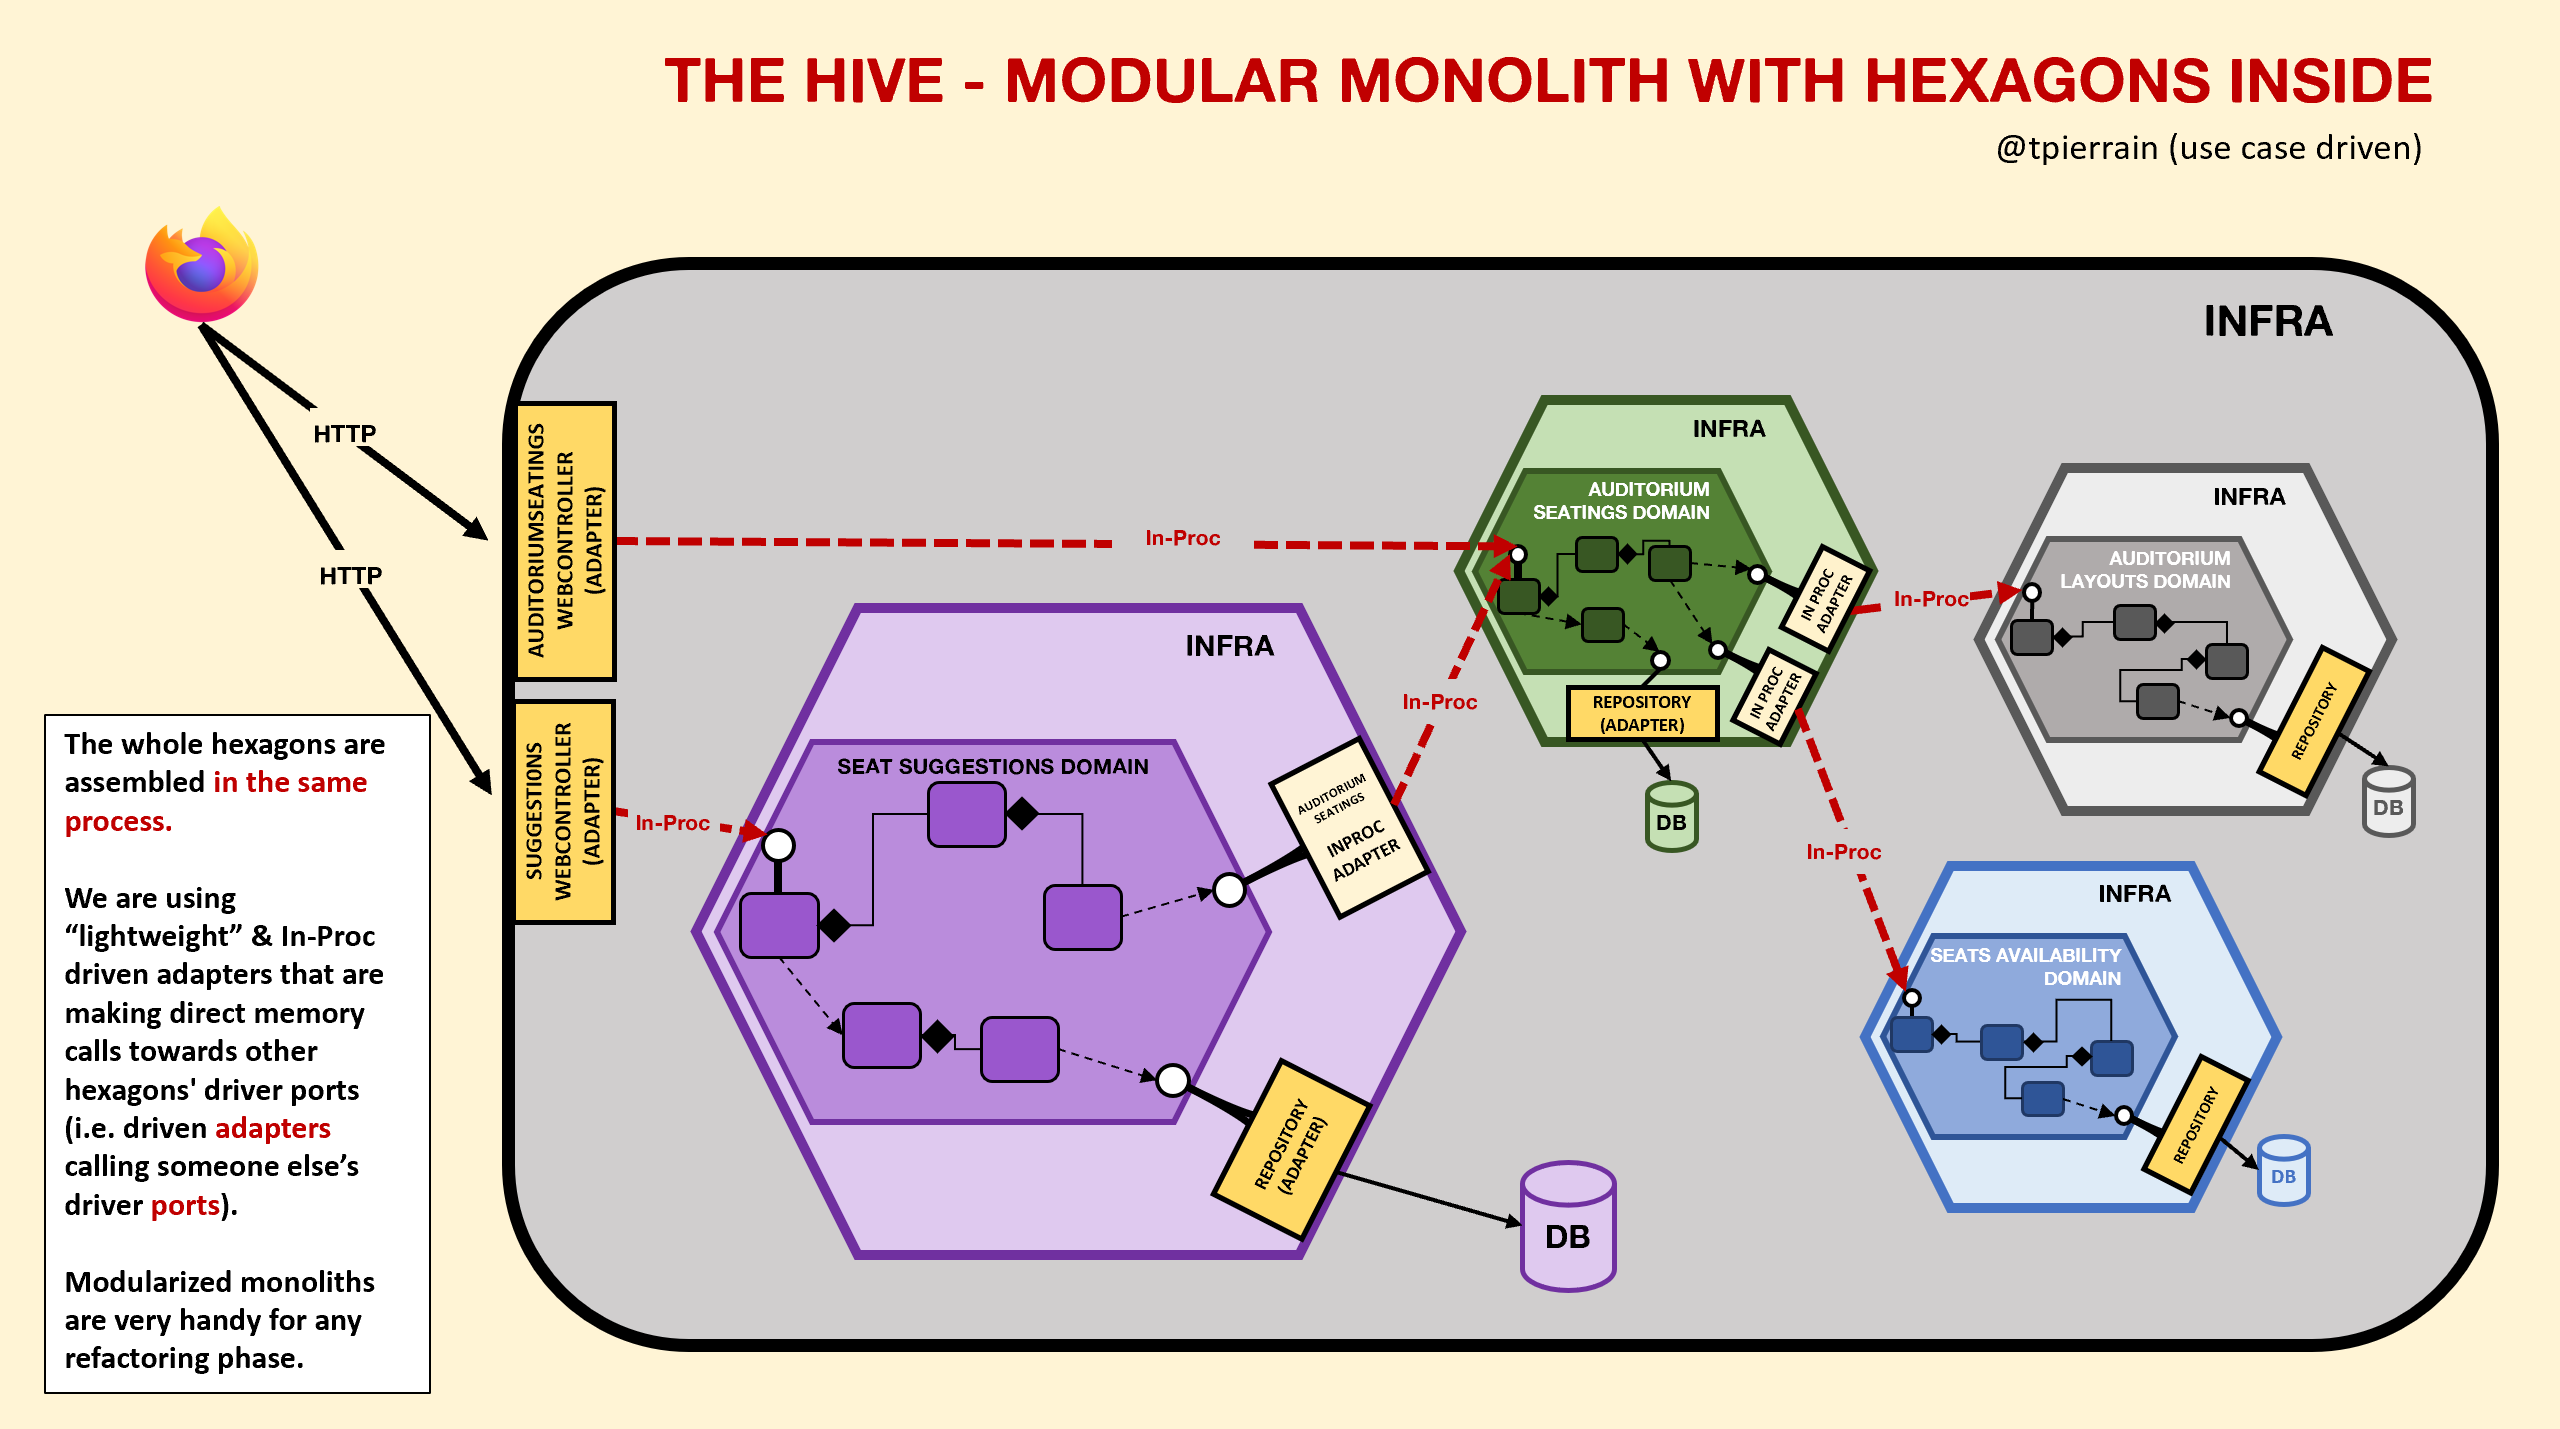 THE HIVE - MODULAR MONOLITH WITH HEXAGONS INSIDE
@tpierrain (use case driven)
INFRA
HTTP
HTTP
AUDITORIUMSEATINGS
WEBCONTROLLER
(ADAPTER)
SUGGESTIONS
WEBCONTROLLER
(ADAPTER)
In-Proc
In-Proc
In-Proc
INFRA
SEAT SUGGESTIONS DOMAIN
AUDITORIUM
SEATINGS
INPROC
ADAPTER
REPOSITORY
(ADAPTER)
DB
INFRA
AUDITORIUM
SEATINGS DOMAIN
IN PROC
ADAPTER
IN PROC
ADAPTER
REPOSITORY
(ADAPTER)
DB
In-Proc
In-Proc
INFRA
AUDITORIUM
LAYOUTS DOMAIN
REPOSITORY
DB
INFRA
SEATS AVAILABILITY
DOMAIN
REPOSITORY
DB
The whole hexagons are
assembled in the same
process.
We are using
“lightweight” & In-Proc
driven adapters that are
making direct memory
calls towards other
hexagons' driver ports
(i.e. driven adapters
calling someone else’s
driver ports).
Modularized monoliths
are very handy for any
refactoring phase.